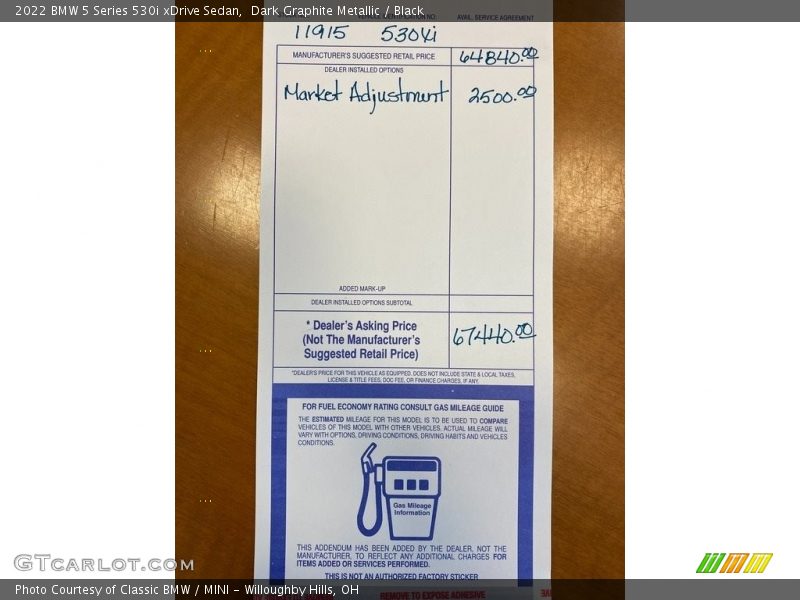 2022 BMW 5 Series 530i xDrive Sedan, Dark Graphite Metallic / Black
AVAIL. SERVICE AGREEMENT
11915 530xi
MANUFACTURER'S SUGGESTED RETAIL PRICE 64840.00
DEALER INSTALLED OPTIONS
Market Adjustment 2500.00
ADDED MARK-UP
DEALER INSTALLED OPTIONS SUBTOTAL
* Dealer's Asking Price
(Not The Manufacturer's
Suggested Retail Price)
67440.00
*DEALER'S PRICE FOR THIS VEHICLE AS EQUIPPED. DOES NOT INCLUDE STATE & LOCAL TAXES,
LICENSE & TITLE FEES, DOC FEE, OR FINANCE CHARGES, IF ANY.
FOR FUEL ECONOMY RATING CONSULT GAS MILEAGE GUIDE
THE ESTIMATED MILEAGE FOR THIS MODEL IS TO BE USED TO COMPARE
VEHICLES OF THIS MODEL WITH OTHER VEHICLES. ACTUAL MILEAGE WILL
VARY WITH OPTIONS, DRIVING CONDITIONS, DRIVING HABITS AND VEHICLES
CONDITIONS.
Gas Mileage
Information
THIS ADDENDUM HAS BEEN ADDED BY THE DEALER, NOT THE
MANUFACTURER, TO REFLECT ANY ADDITIONAL CHARGES FOR
ITEMS ADDED OR SERVICES PERFORMED.
THIS IS NOT AN AUTHORIZED FACTORY STICKER
GTCARLOT.COM
Photo Courtesy of Classic BMW / MINI - Willoughby Hills, OH
REMOVE TO EXPOSE ADHESIVE